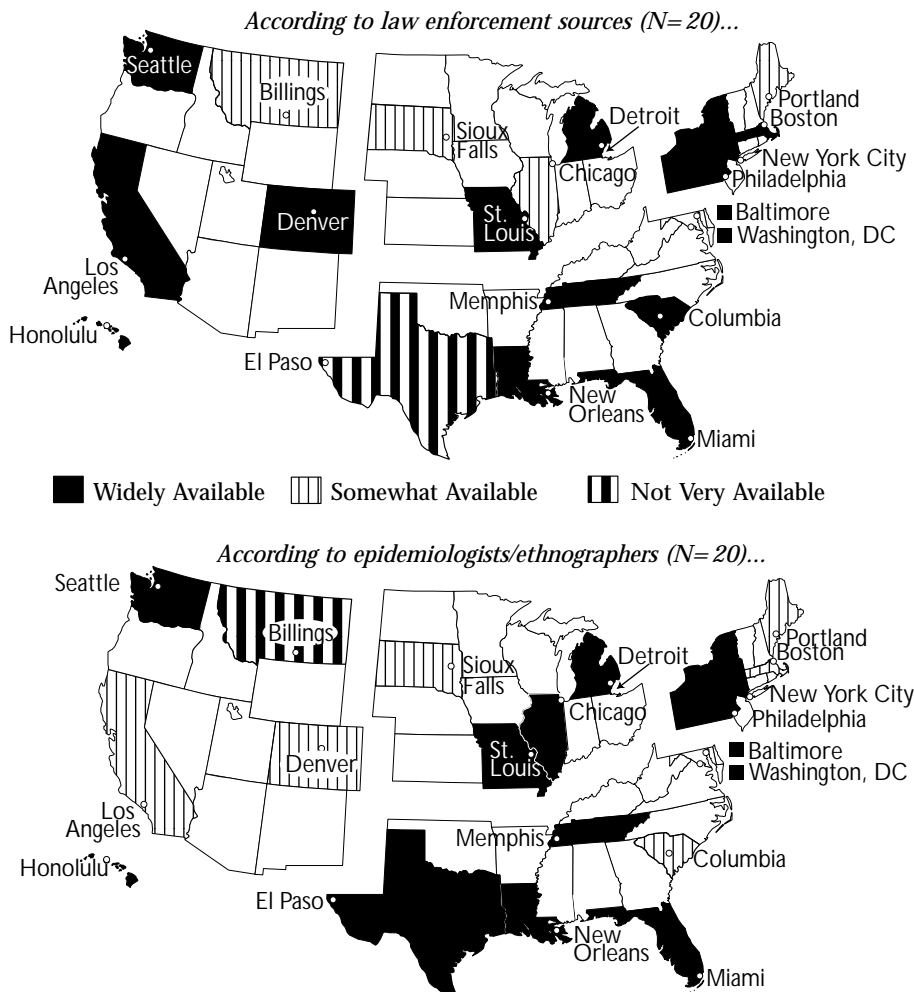 According to law enforcement sources (N=20)...
Seattle
Billings
Portland
Boston
Detroit
Sioux
Falls
New York City
Chicago
Philadelphia
Denver
St.
Louis
Baltimore
Washington, DC
Los
Angeles
Memphis
Columbia
Honolulu
El Paso
New
Orleans
Miami
Widely Available
Somewhat Available
Not Very Available
According to epidemiologists/ethnographers (N=20)...
Seattle
Billings
Portland
Boston
Detroit
Sioux
Falls
New York City
Chicago
Philadelphia
Denver
St.
Louis
Baltimore
Washington, DC
Los
Angeles
Memphis
Columbia
Honolulu
El Paso
New
Orleans
Miami